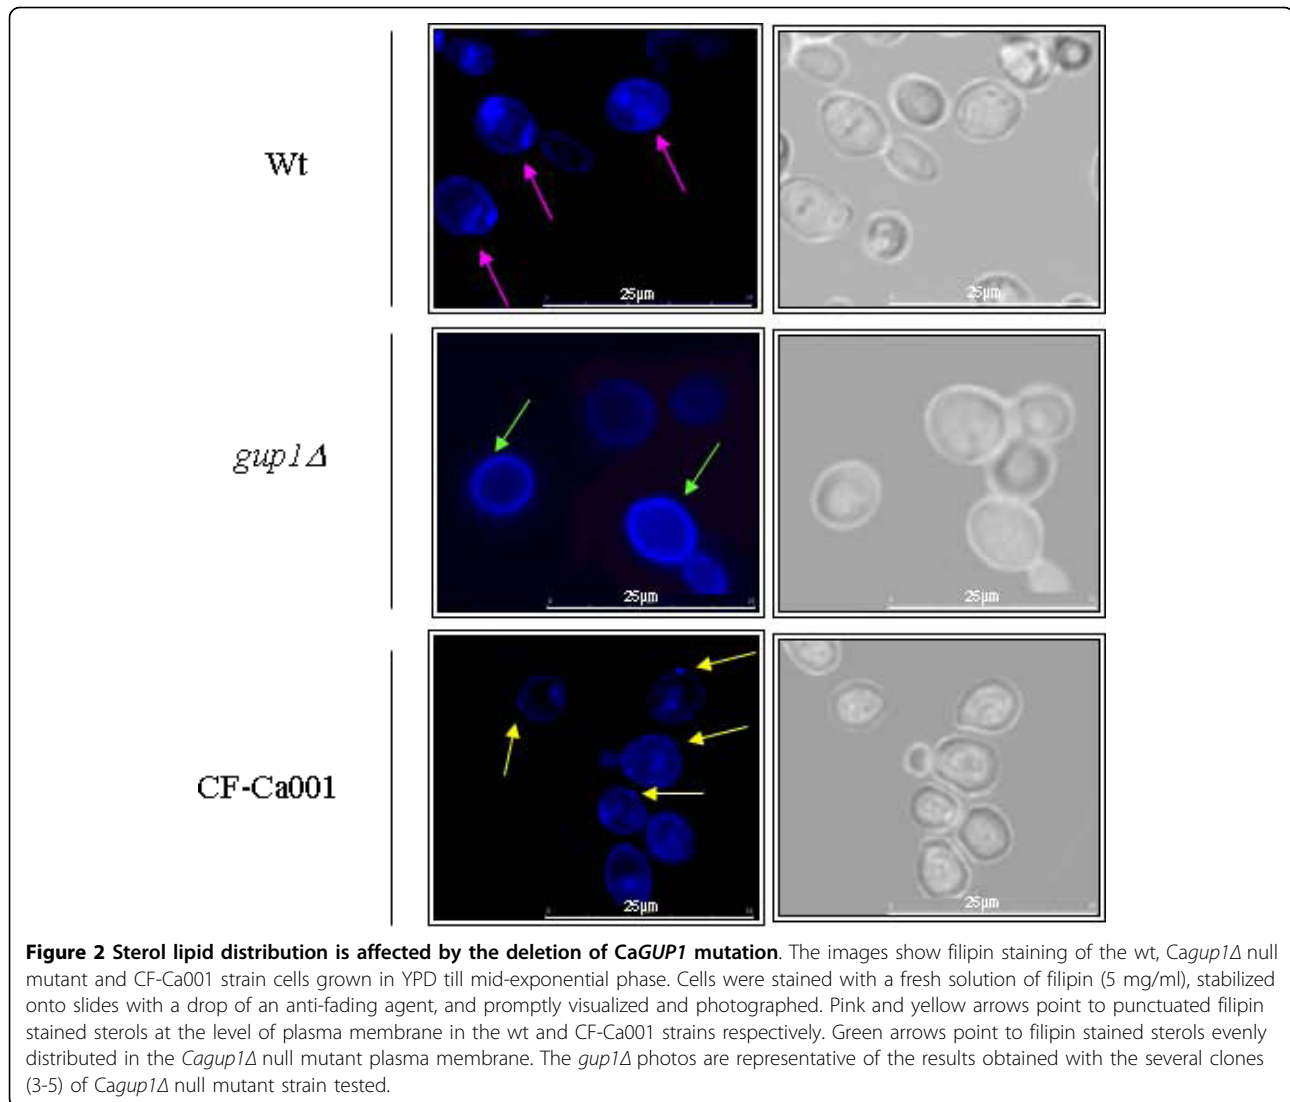 Wt
25µm
25µm
gup1Δ
25µm
25µm
CF-Ca001
25µm
25µm
Figure 2 Sterol lipid distribution is affected by the deletion of CaGUP1 mutation. The images show filipin staining of the wt, Cagup1Δ null
mutant and CF-Ca001 strain cells grown in YPD till mid-exponential phase. Cells were stained with a fresh solution of filipin (5 mg/ml), stabilized
onto slides with a drop of an anti-fading agent, and promptly visualized and photographed. Pink and yellow arrows point to punctuated filipin
stained sterols at the level of plasma membrane in the wt and CF-Ca001 strains respectively. Green arrows point to filipin stained sterols evenly
distributed in the Cagup1Δ null mutant plasma membrane. The gup1Δ photos are representative of the results obtained with the several clones
(3-5) of Cagup1Δ null mutant strain tested.